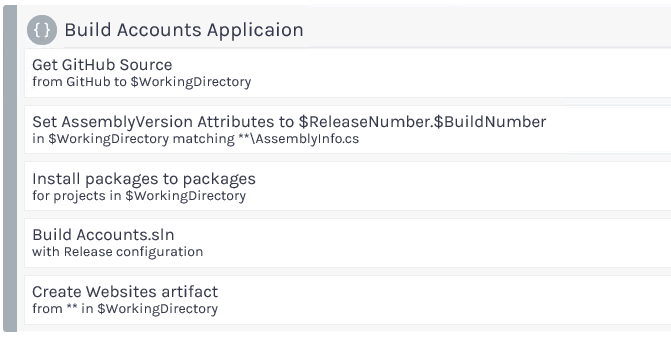 { } Build Accounts Applicaion
Get GitHub Source
from GitHub to $WorkingDirectory
Set AssemblyVersion Attributes to $ReleaseNumber.$BuildNumber
in $WorkingDirectory matching **\AssemblyInfo.cs
Install packages to packages
for projects in $WorkingDirectory
Build Accounts.sln
with Release configuration
Create Websites artifact
from ** in $WorkingDirectory